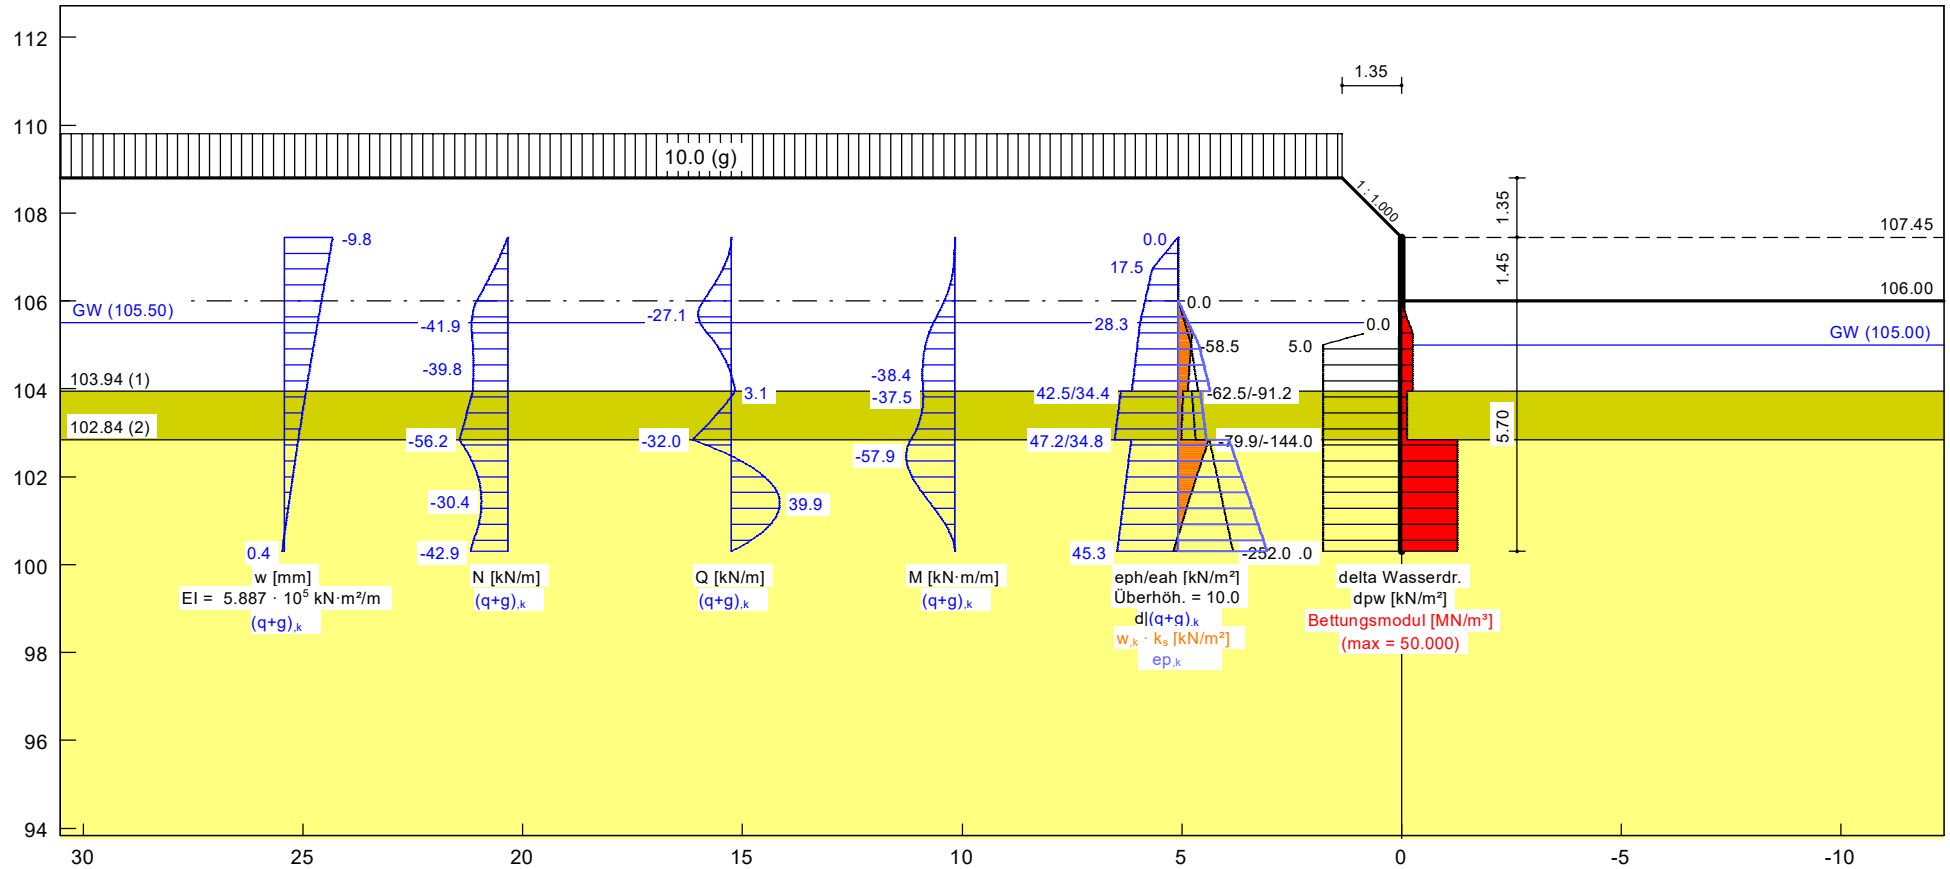 112
110
108
106
104
102
100
98
96
94
30
25
20
15
10
5
0
-5
-10
1.35
10.0 (g)
1 : 1.000
1.35
1.45
5.70
107.45
106.00
GW (105.50)
GW (105.00)
103.94 (1)
102.84 (2)
-9.8
0.4
w [mm]
EI = 5.887 · 10⁵ kN·m²/m
(q+g),k
-41.9
-39.8
-56.2
-30.4
-42.9
N [kN/m]
(q+g),k
-27.1
3.1
-32.0
39.9
Q [kN/m]
(q+g),k
-38.4
-37.5
-57.9
M [kN·m/m]
(q+g),k
0.0
17.5
28.3
42.5/34.4
47.2/34.8
45.3
0.0
-58.5
-62.5/-91.2
-79.9/-144.0
-252.0
eph/eah [kN/m²]
Überhöh. = 10.0
d|(q+g),k
w,k · kₛ [kN/m²]
ep,k
0.0
5.0
.0
delta Wasserdr.
dpw [kN/m²]
Bettungsmodul [MN/m³]
(max = 50.000)